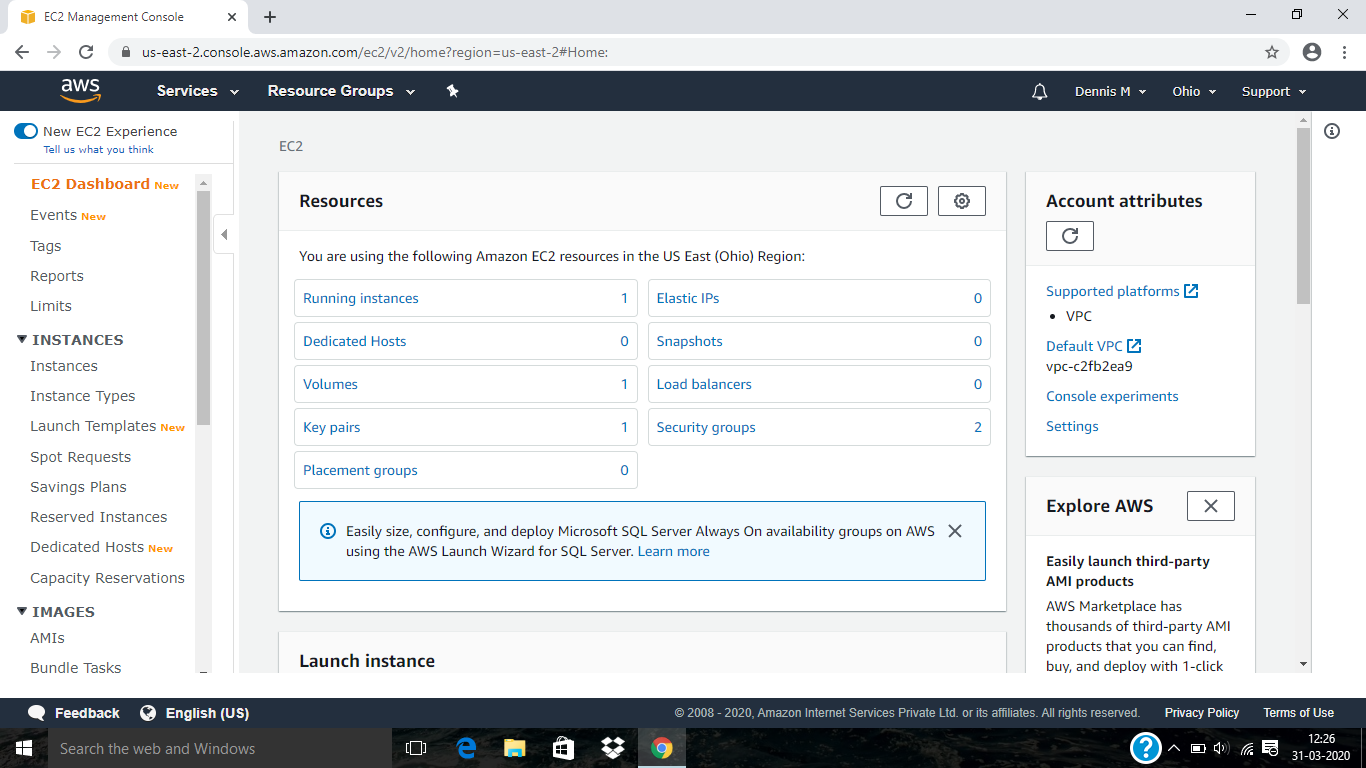 EC2 Management Console
us-east-2.console.aws.amazon.com/ec2/v2/home?region=us-east-2#Home:
aws
Services
Resource Groups
Dennis M
Ohio
Support
New EC2 Experience
Tell us what you think
EC2 Dashboard New
Events New
Tags
Reports
Limits
INSTANCES
Instances
Instance Types
Launch Templates New
Spot Requests
Savings Plans
Reserved Instances
Dedicated Hosts New
Capacity Reservations
IMAGES
AMIs
Bundle Tasks
EC2
Resources
You are using the following Amazon EC2 resources in the US East (Ohio) Region:
Running instances 1
Elastic IPs 0
Dedicated Hosts 0
Snapshots 0
Volumes 1
Load balancers 0
Key pairs 1
Security groups 2
Placement groups 0
Easily size, configure, and deploy Microsoft SQL Server Always On availability groups on AWS
using the AWS Launch Wizard for SQL Server. Learn more
Launch instance
Account attributes
Supported platforms
• VPC
Default VPC
vpc-c2fb2ea9
Console experiments
Settings
Explore AWS
Easily launch third-party
AMI products
AWS Marketplace has
thousands of third-party AMI
products that you can find,
buy, and deploy with 1-click
Feedback
English (US)
© 2008 - 2020, Amazon Internet Services Private Ltd. or its affiliates. All rights reserved.
Privacy Policy
Terms of Use
Search the web and Windows
12:26
31-03-2020